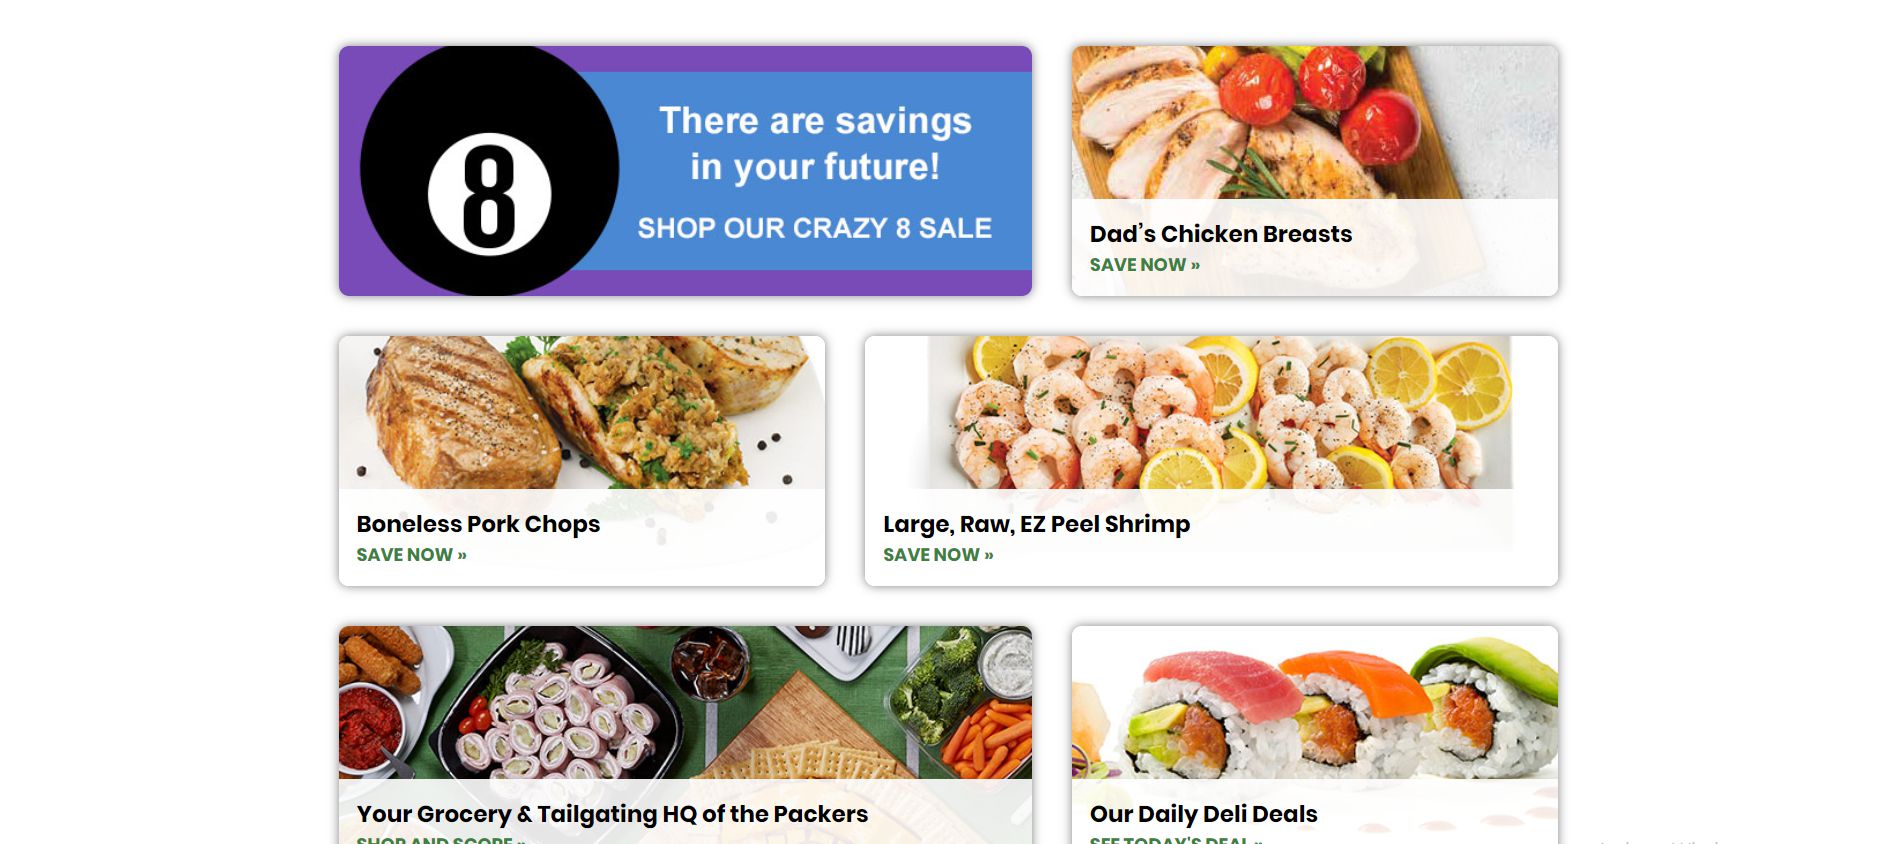 8
There are savings
in your future!
SHOP OUR CRAZY 8 SALE
Dad's Chicken Breasts
SAVE NOW »
Boneless Pork Chops
SAVE NOW »
Large, Raw, EZ Peel Shrimp
SAVE NOW »
Your Grocery & Tailgating HQ of the Packers
SHOP AND SCORE »
Our Daily Deli Deals
SEE TODAY'S DEAL »